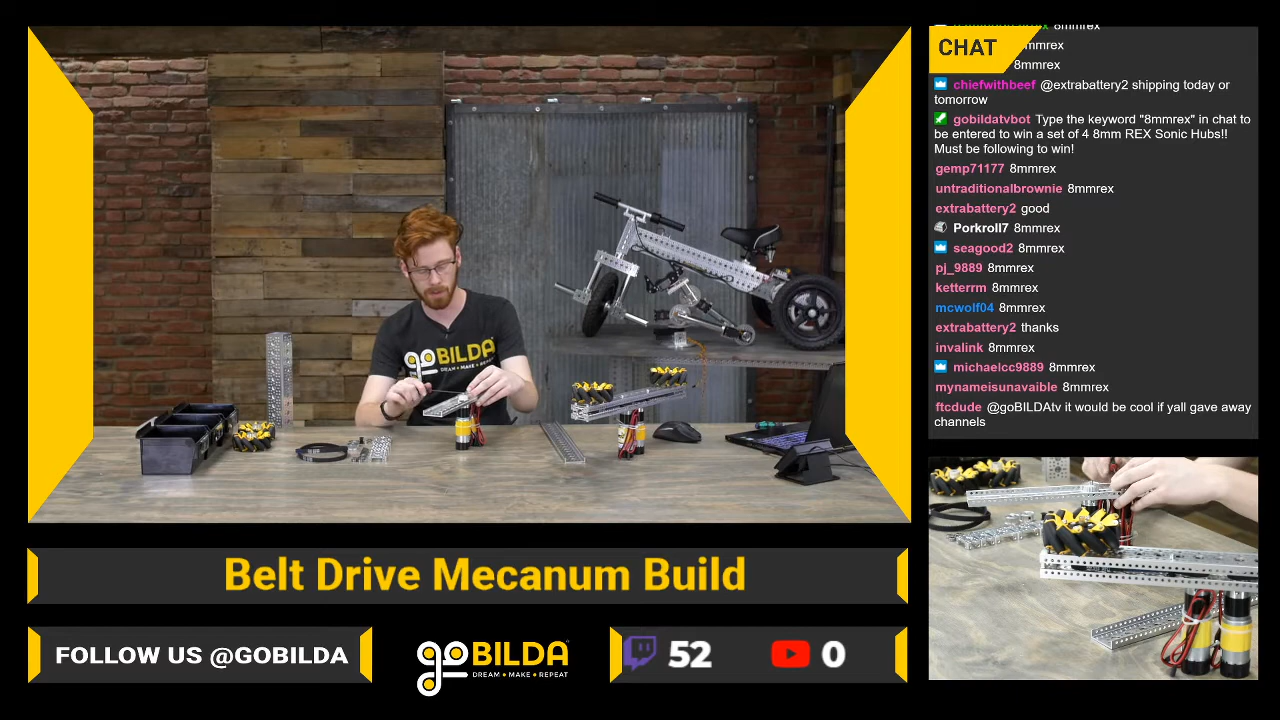 CHAT
8mmrex
8mmrex
chiefwithbeef @extrabattery2 shipping today or
tomorrow
gobildatvbot Type the keyword "8mmrex" in chat to
be entered to win a set of 4 8mm REX Sonic Hubs!!
Must be following to win!
gemp71177 8mmrex
untraditionalbrownie 8mmrex
extrabattery2 good
Porkroll7 8mmrex
seagood2 8mmrex
pj_9889 8mmrex
ketterrm 8mmrex
mcwolf04 8mmrex
extrabattery2 thanks
invalink 8mmrex
michaelcc9889 8mmrex
mynameisunavaible 8mmrex
ftcdude @goBILDAtv it would be cool if yall gave away
channels
goBILDA
DREAM • MAKE • REPEAT
Belt Drive Mecanum Build
FOLLOW US @GOBILDA
goBILDA
DREAM • MAKE • REPEAT
52
0